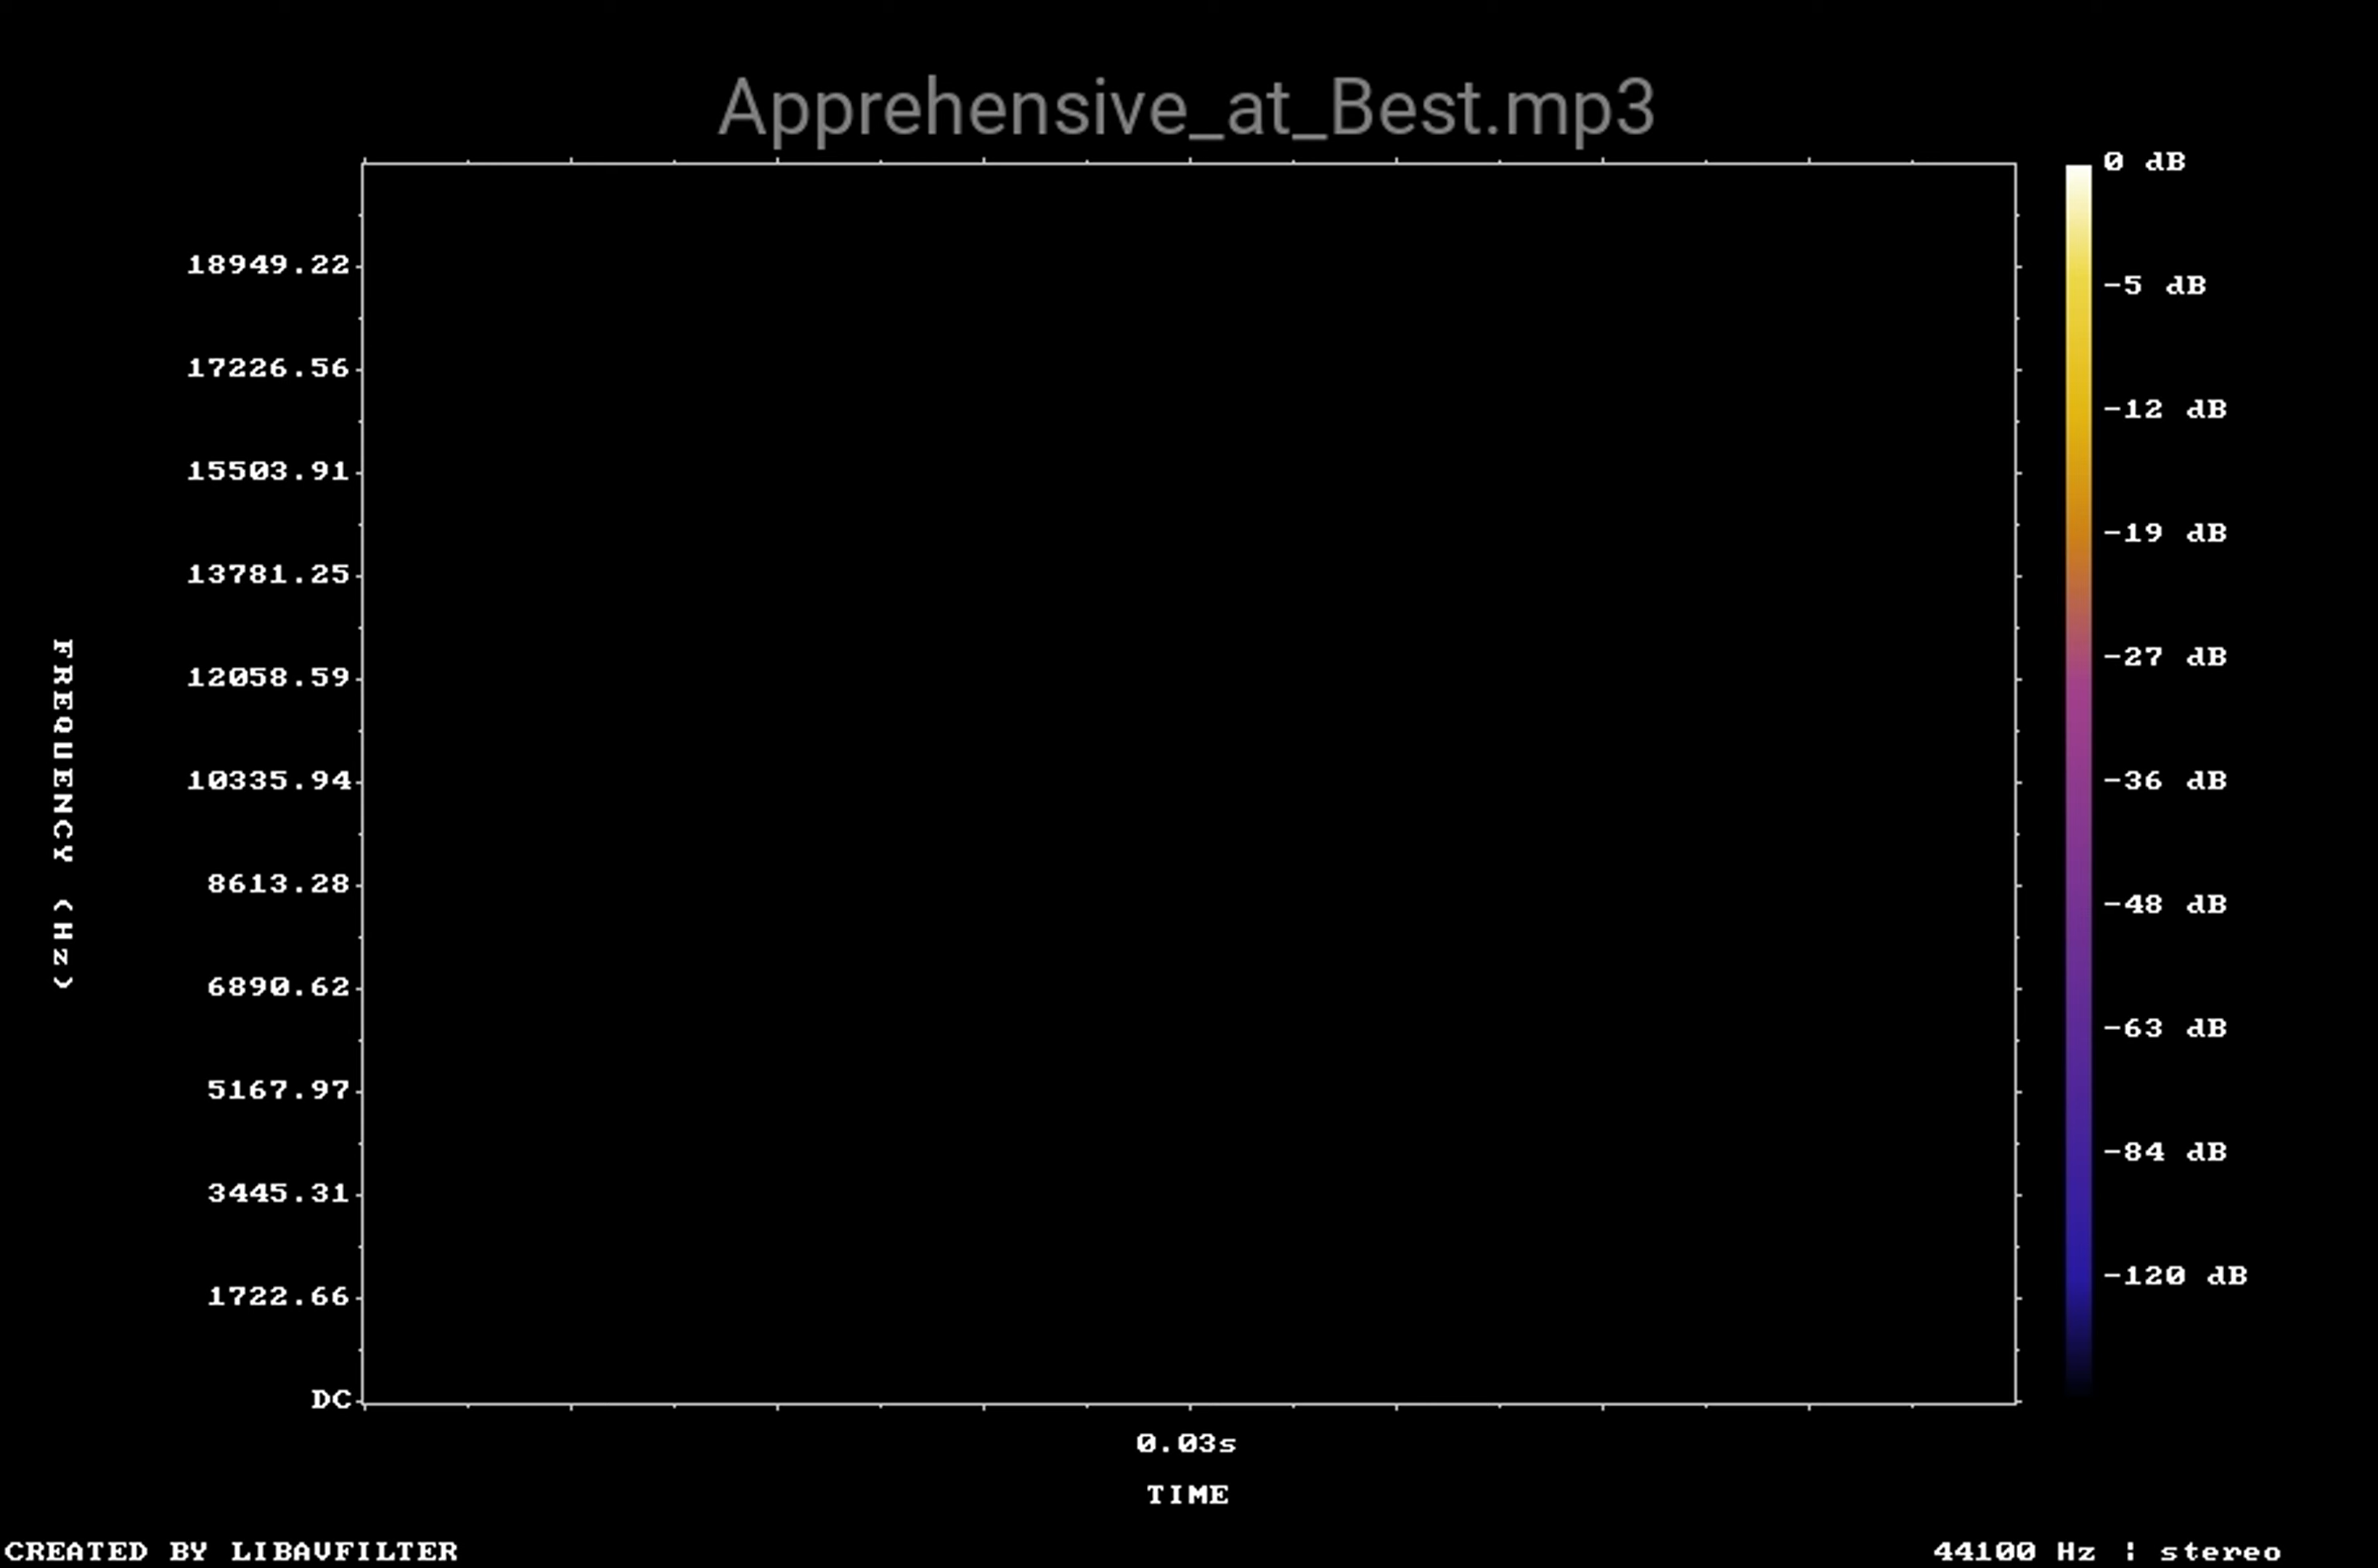 Apprehensive_at_Best.mp3
0 dB
18949.22
-5 dB
17226.56
-12 dB
15503.91
-19 dB
13781.25
-27 dB
12058.59
10335.94
-36 dB
FREQUENCY (Hz)
8613.28
-48 dB
6890.62
-63 dB
5167.97
-84 dB
3445.31
-120 dB
1722.66
DC
0.03s
TIME
CREATED BY LIBAVFILTER
44100 Hz | stereo